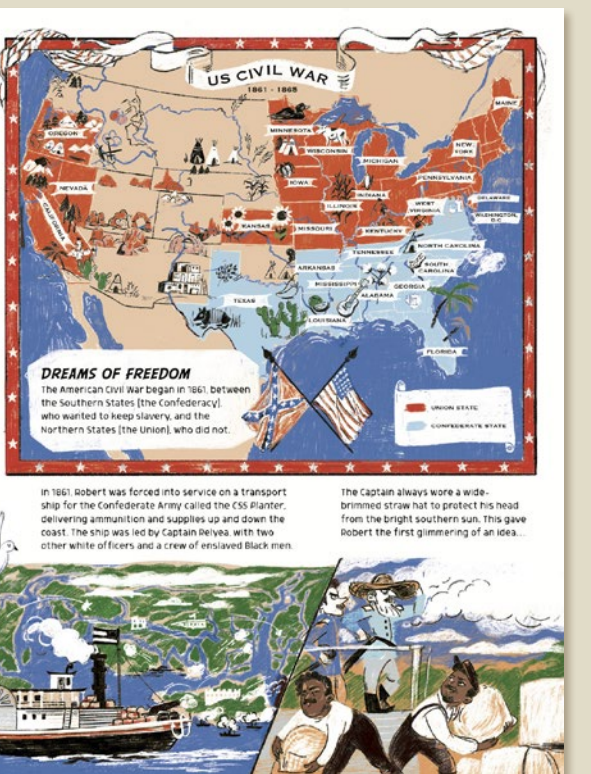 US CIVIL WAR
1861 - 1865
MAINE
OREGON
MINNESOTA
WISCONSIN
NEW
YORK
MICHIGAN
NEVADA
IOWA
PENNSYLVANIA
INDIANA
ILLINOIS
WEST
VIRGINIA
DELAWARE
WASHINGTON,
D.C
CALIFORNIA
KANSAS
MISSOURI
KENTUCKY
NORTH CAROLINA
TENNESSEE
ARKANSAS
SOUTH
CAROLINA
MISSISSIPPI
GEORGIA
ALABAMA
TEXAS
LOUISIANA
FLORIDA
DREAMS OF FREEDOM
The American Civil War began in 1861, between
the Southern States (the Confederacy),
who wanted to keep slavery, and the
Northern States (the Union), who did not.
UNION STATE
CONFEDERATE STATE
In 1861, Robert was forced into service on a transport
ship for the Confederate Army called the CSS Planter,
delivering ammunition and supplies up and down the
coast. The ship was led by Captain Relyea, with two
other white officers and a crew of enslaved Black men.
The Captain always wore a wide-
brimmed straw hat to protect his head
from the bright southern sun. This gave
Robert the first glimmering of an idea...